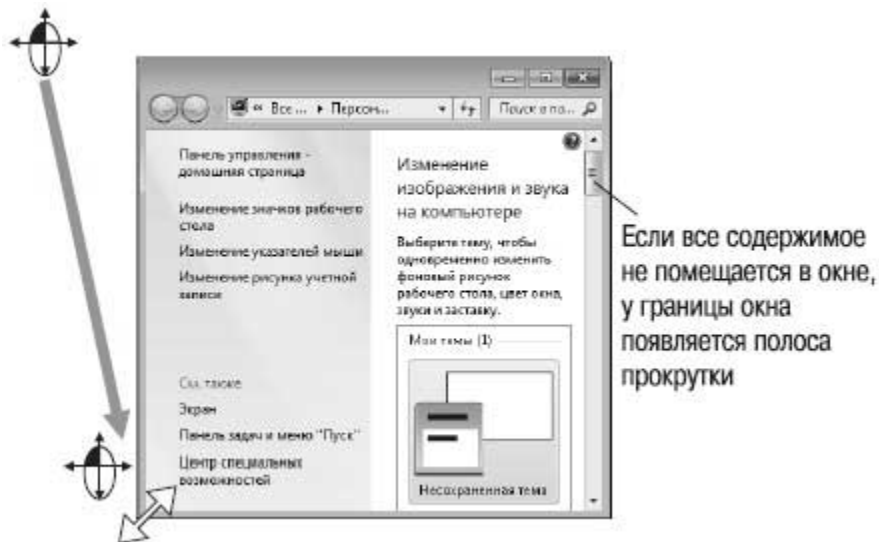 « Все ... ▸ Персон...
Поиск в па...
Панель управления -
домашняя страница
Изменение значков рабочего
стола
Изменение указателей мыши
Изменение рисунка учетной
записи
См. также
Экран
Панель задач и меню "Пуск"
Центр специальных
возможностей
Изменение
изображения и звука
на компьютере
Выберите тему, чтобы
одновременно изменить
фоновый рисунок
рабочего стола, цвет окна,
звуки и заставку.
Мои темы (1)
Несохраненная тема
Если все содержимое
не помещается в окне,
у границы окна
появляется полоса
прокрутки